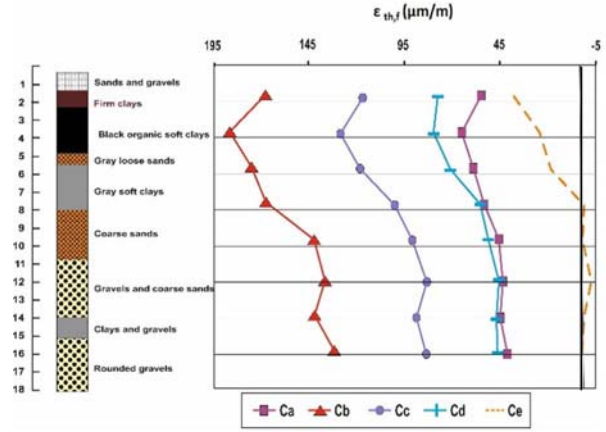 ε th,f (µm/m)
195 145 95 45 -5
1
2
3
4
5
6
7
8
9
10
11
12
13
14
15
16
17
18
Sands and gravels
Firm clays
Black organic soft clays
Gray loose sands
Gray soft clays
Coarse sands
Gravels and coarse sands
Clays and gravels
Rounded gravels
Ca Cb Cc Cd Ce